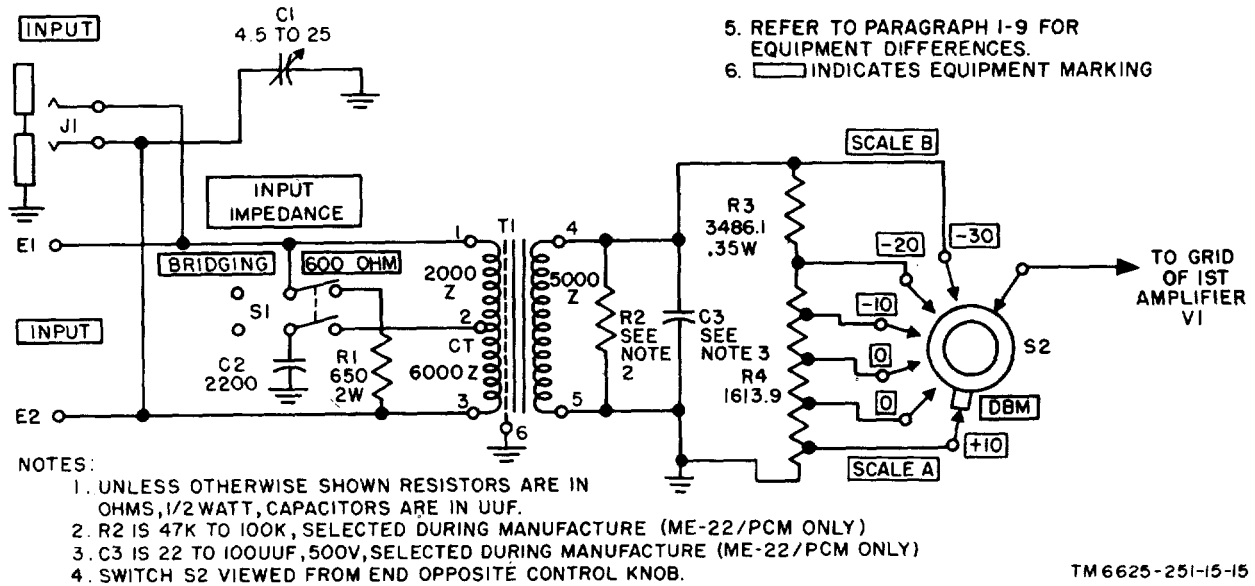 INPUT
C1
4.5 TO 25
J1
5. REFER TO PARAGRAPH 1-9 FOR
EQUIPMENT DIFFERENCES.
6. INDICATES EQUIPMENT MARKING
INPUT
IMPEDANCE
SCALE B
R3
3486.1
.35W
-20
-30
E1
BRIDGING
600 OHM
1
T1
4
2000
Z
5000
Z
S1
2
CT
6000 Z
C2
2200
R1
650
2W
R2
SEE
NOTE
2
C3
SEE
NOTE 3
-10
0
R4
1613.9
0
TO GRID
OF 1ST
AMPLIFIER
V1
S2
DBM
+10
SCALE A
INPUT
E2
3
5
6
NOTES:
1. UNLESS OTHERWISE SHOWN RESISTORS ARE IN
OHMS, 1/2 WATT, CAPACITORS ARE IN UUF.
2. R2 IS 47K TO 100K, SELECTED DURING MANUFACTURE (ME-22/PCM ONLY)
3. C3 IS 22 TO 100UUF, 500V, SELECTED DURING MANUFACTURE (ME-22/PCM ONLY)
4. SWITCH S2 VIEWED FROM END OPPOSITE CONTROL KNOB.
TM6625-251-15-15